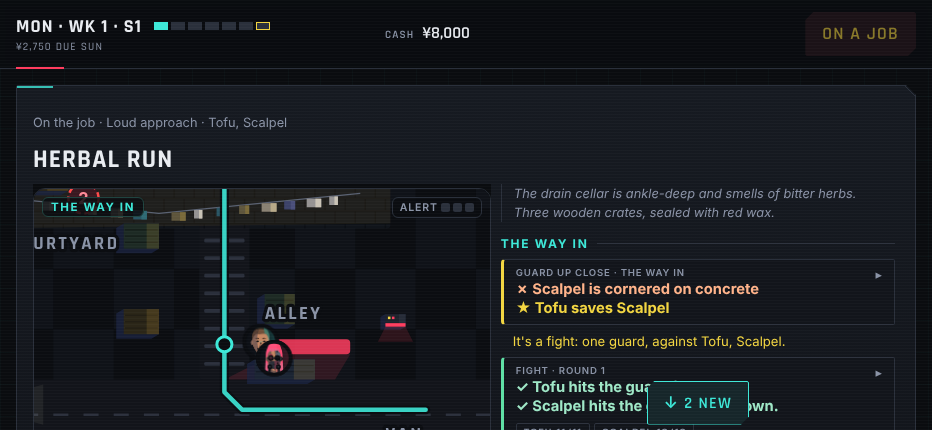 MON · WK 1 · S1
¥2,750 DUE SUN
CASH ¥8,000
ON A JOB
On the job · Loud approach · Tofu, Scalpel
HERBAL RUN
THE WAY IN
ALERT
URTYARD
ALLEY
The drain cellar is ankle-deep and smells of bitter herbs.
Three wooden crates, sealed with red wax.
THE WAY IN
GUARD UP CLOSE · THE WAY IN
× Scalpel is cornered on concrete
★ Tofu saves Scalpel
It's a fight: one guard, against Tofu, Scalpel.
FIGHT · ROUND 1
✓ Tofu hits the
✓ Scalpel hits the
↓ 2 NEW